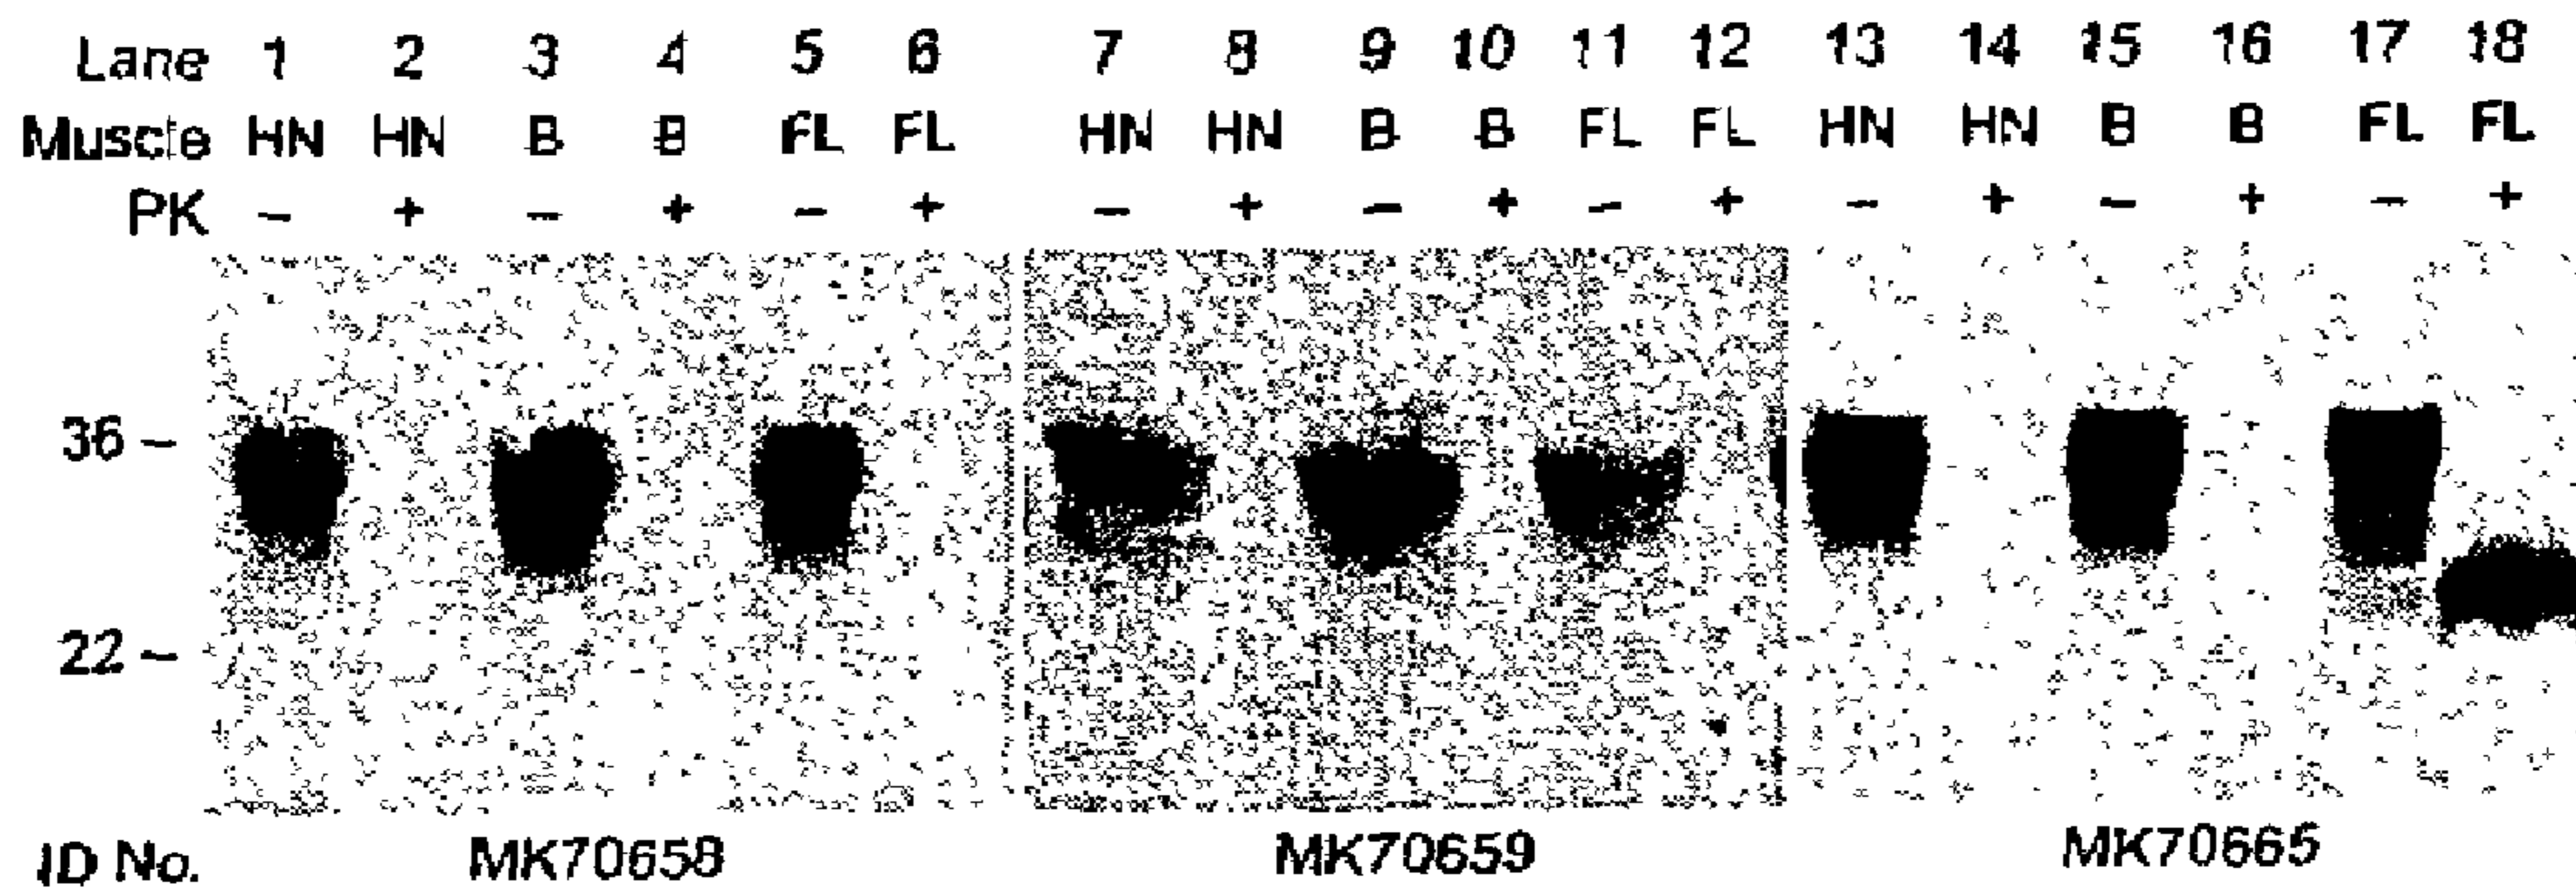 Lane 1 2 3 4 5 6 7 8 9 10 11 12 13 14 15 16 17 18
Muscle HN HN B B FL FL HN HN B B FL FL HN HN B B FL FL
PK – + – + – + – + – + – + – + – + – +
36 –
22 –
ID No. MK70658 MK70659 MK70665